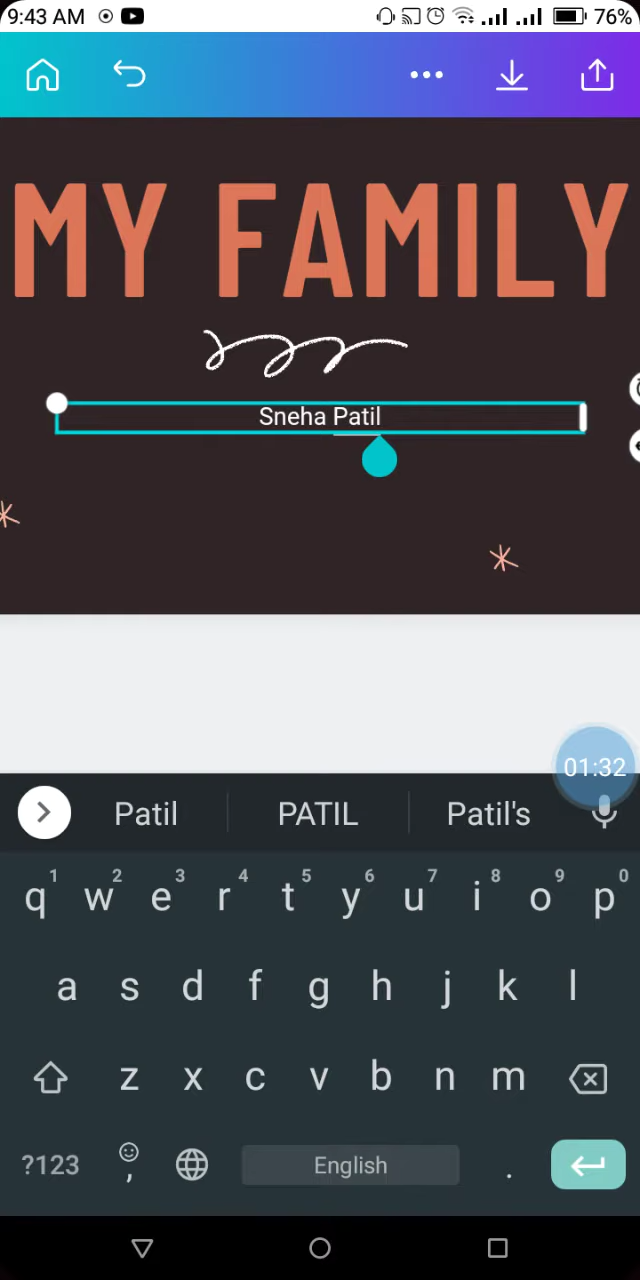 9:43 AM 76%
MY FAMILY
Sneha Patil
01:32
Patil PATIL Patil's
1 2 3 4 5 6 7 8 9 0
q w e r t y u i o p
a s d f g h j k l
z x c v b n m
?123 , English .